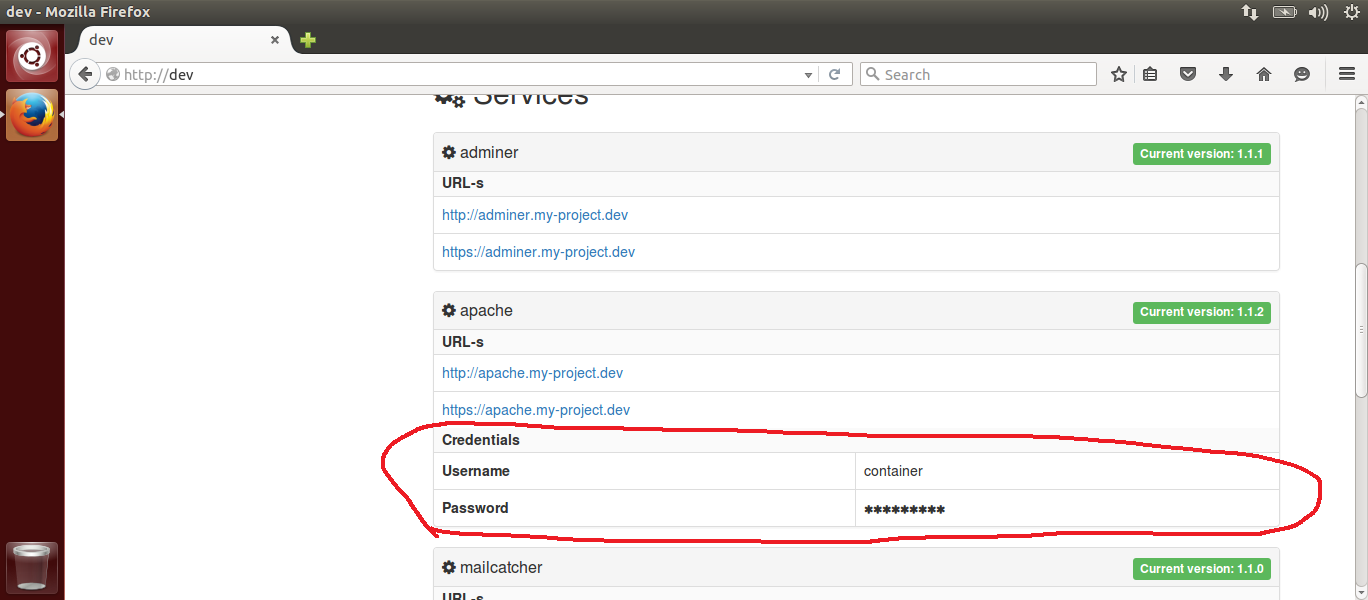 dev - Mozilla Firefox
dev
http://dev
Search
Services
adminer
Current version: 1.1.1
URL-s
http://adminer.my-project.dev
https://adminer.my-project.dev
apache
Current version: 1.1.2
URL-s
http://apache.my-project.dev
https://apache.my-project.dev
Credentials
Username container
Password *********
mailcatcher
Current version: 1.1.0
URL-s